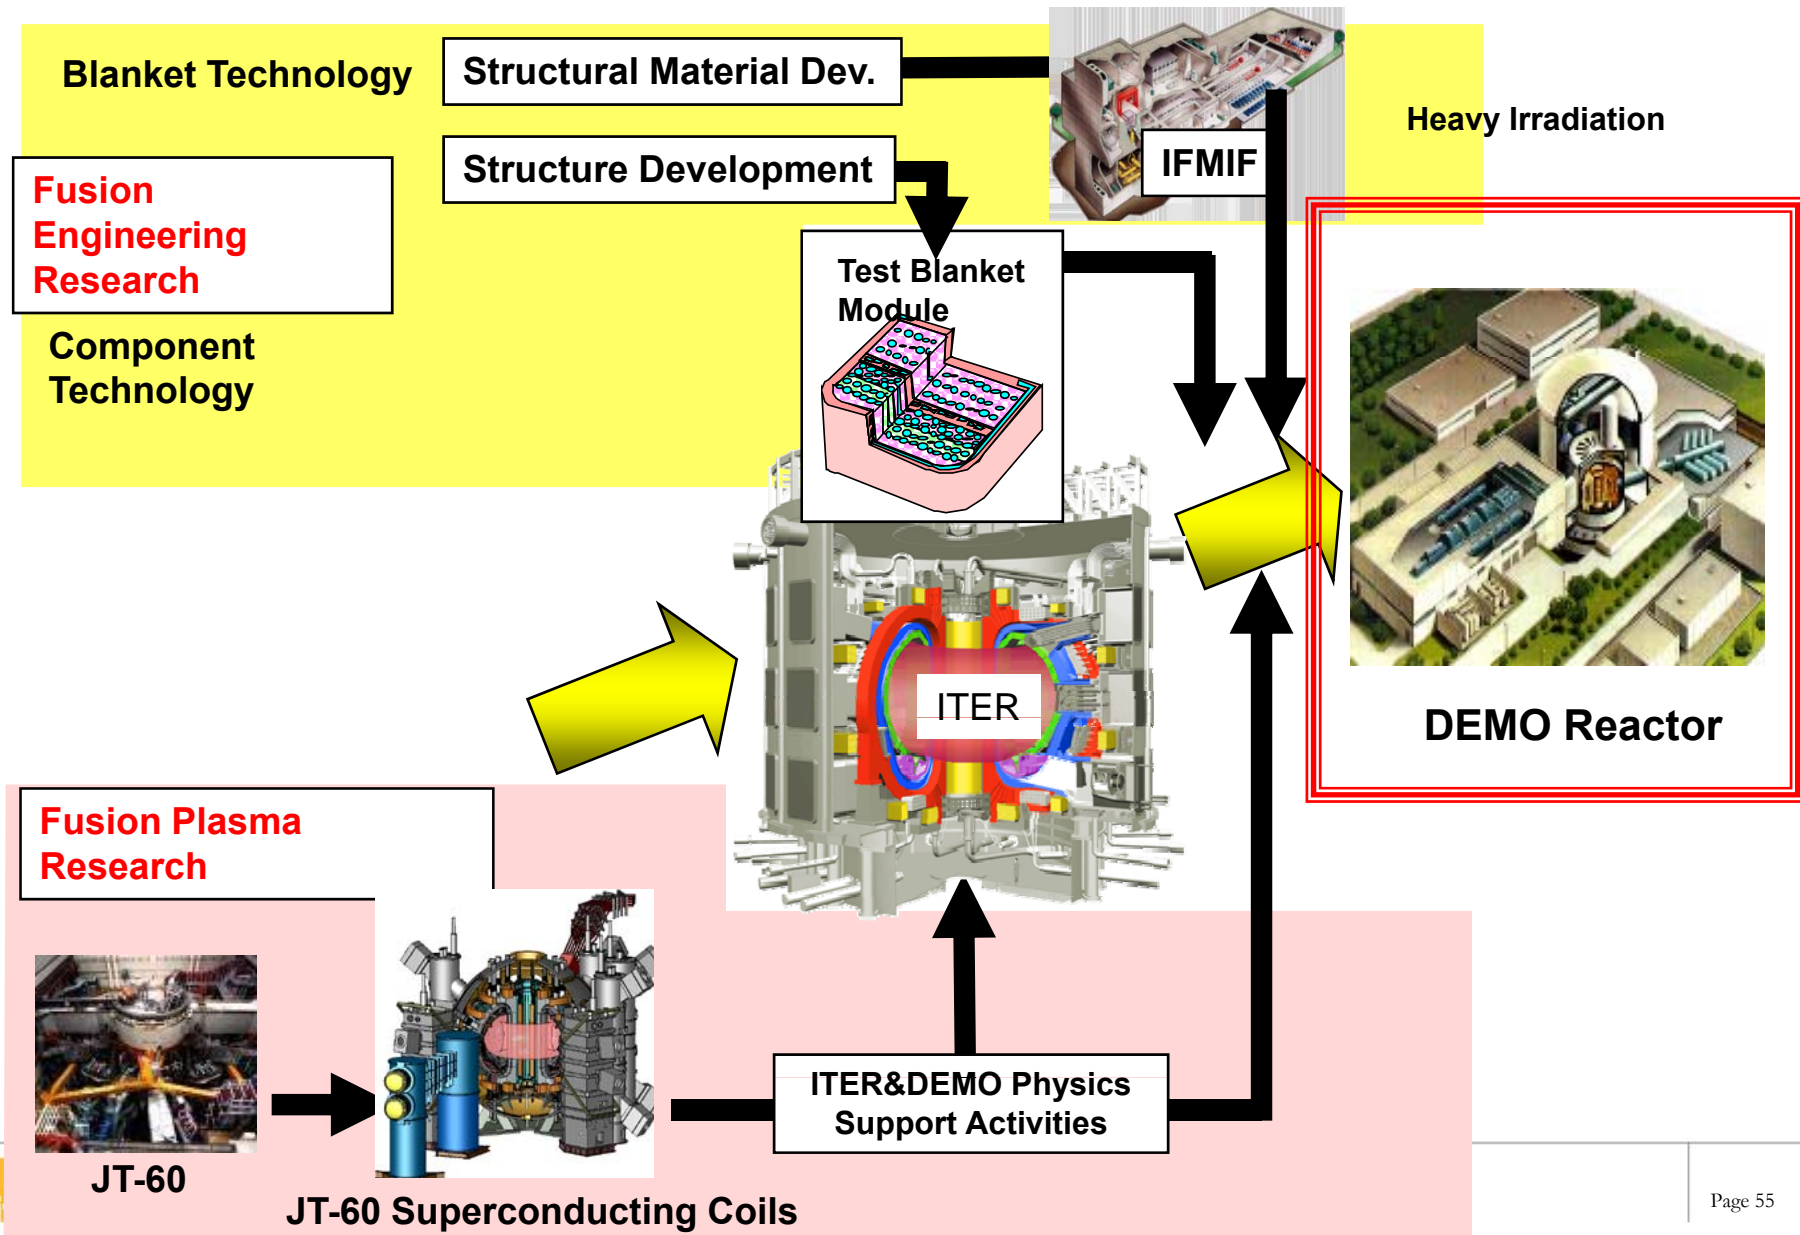 Blanket Technology
Structural Material Dev.
Heavy Irradiation
Structure Development
IFMIF
Fusion
Engineering
Research
Test Blanket
Module
Component
Technology
ITER
DEMO Reactor
Fusion Plasma
Research
ITER&DEMO Physics
Support Activities
JT-60
JT-60 Superconducting Coils
Page 55